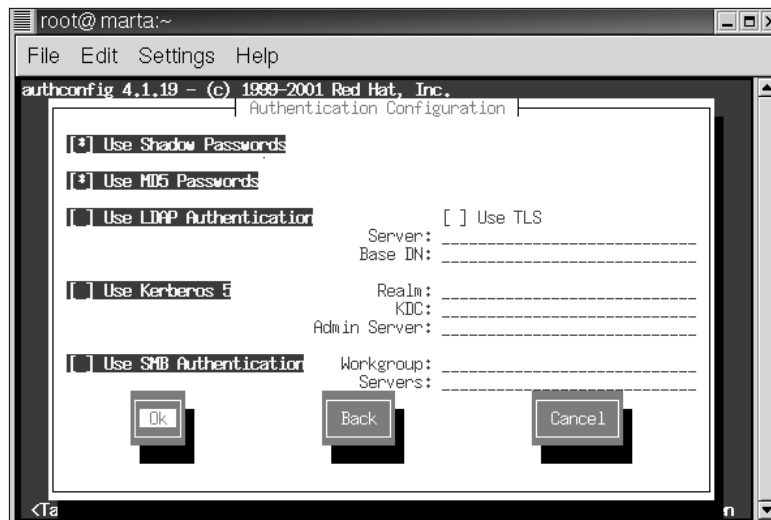 root@marta:~
File Edit Settings Help
authconfig 4.1.19 - (c) 1999-2001 Red Hat, Inc.
Authentication Configuration
[*] Use Shadow Passwords
[*] Use MD5 Passwords
[ ] Use LDAP Authentication [ ] Use TLS
Server:
Base DN:
[ ] Use Kerberos 5 Realm:
KDC:
Admin Server:
[ ] Use SMB Authentication Workgroup:
Servers:
Ok Back Cancel
<Ta n